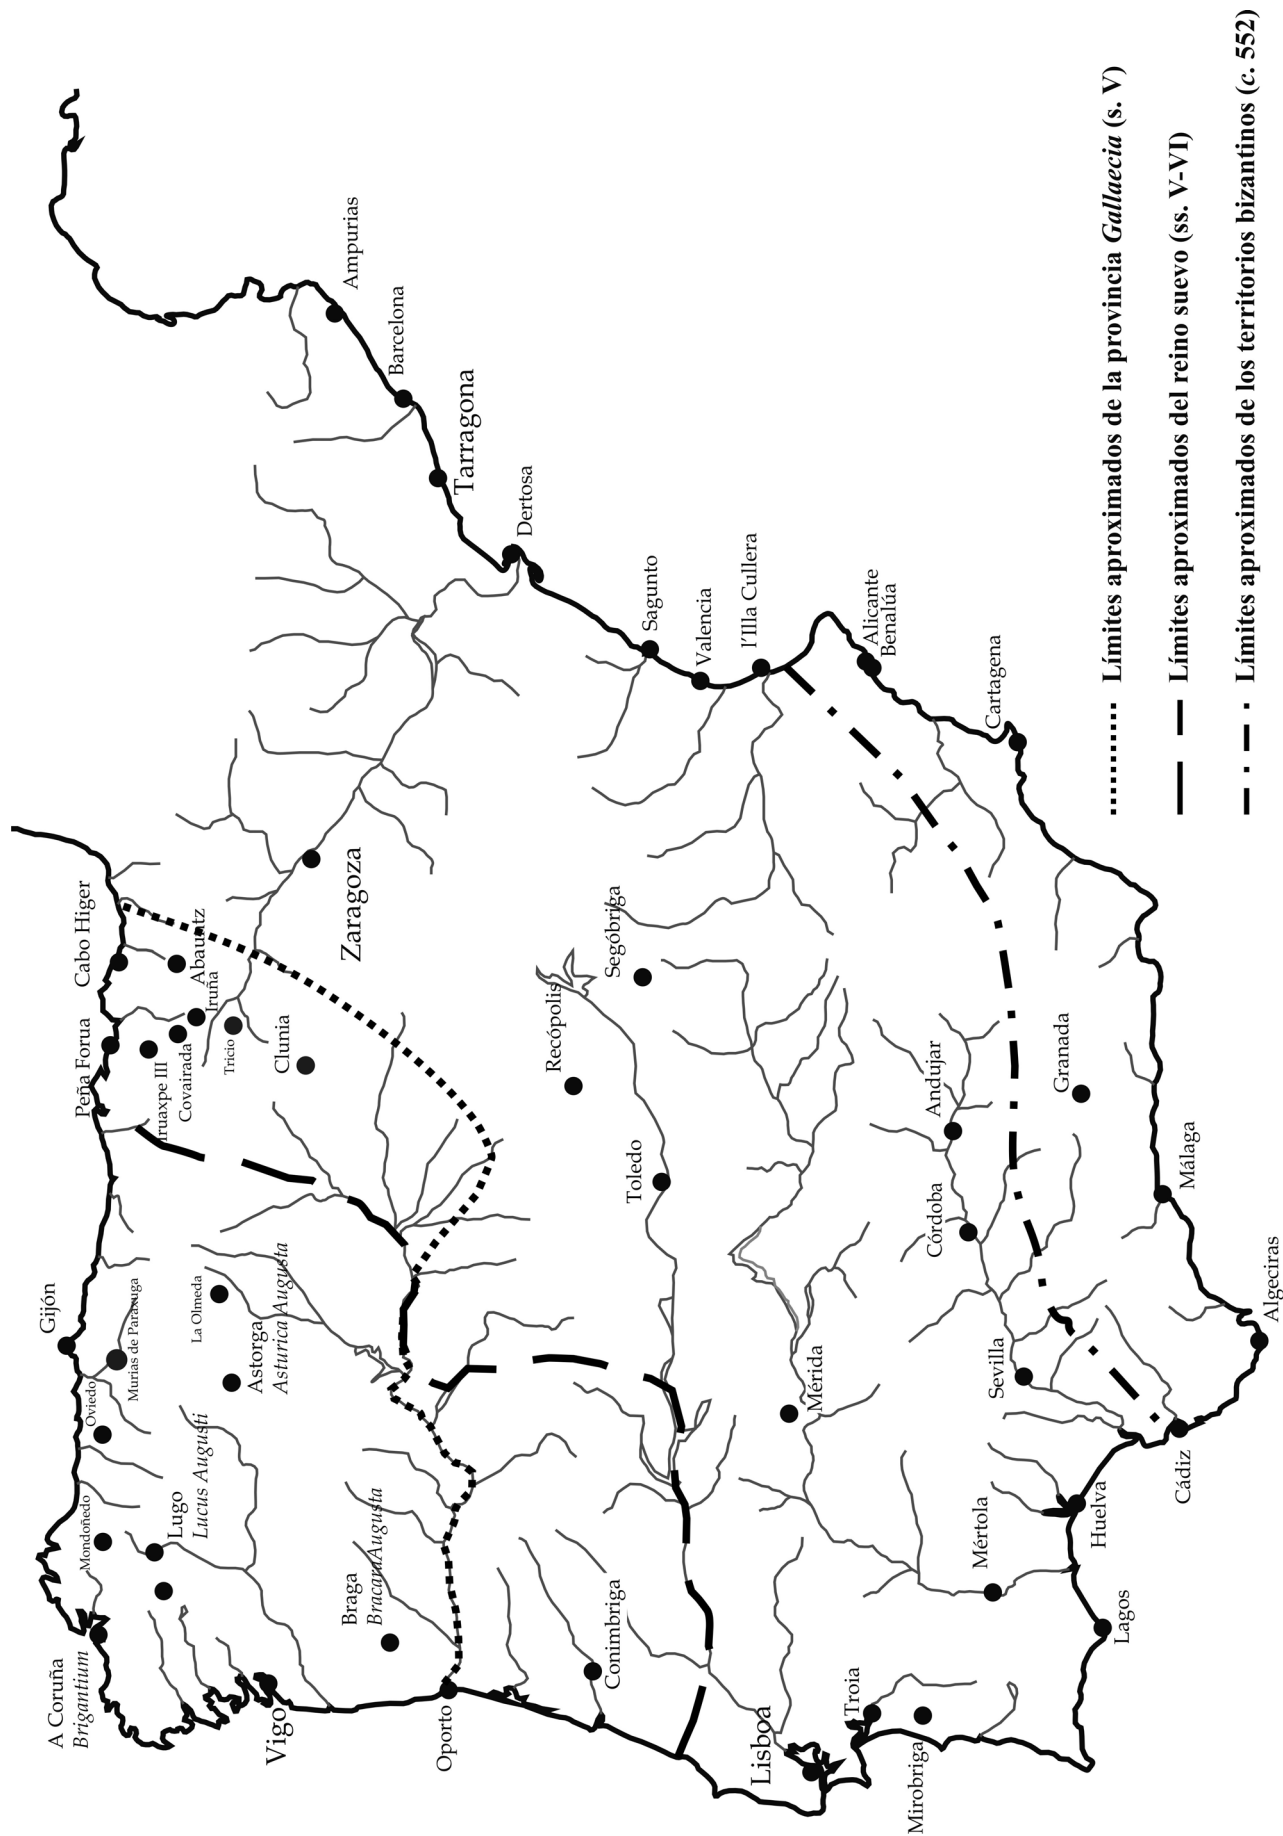 A Coruña
Brigantium
Mondoñedo
Oviedo
Gijón
Peña Forua
Cabo Higer
Lugo
Lucus Augusti
Murias de Paraxuga
La Olmeda
Iruaxpe III
Covairada
Abauntz
Iruña
Tricio
Vigo
Astorga
Asturica Augusta
Clunia
Zaragoza
Ampurias
Barcelona
Tarragona
Dertosa
Braga
BracaraAugusta
Oporto
Conimbriga
Recópolis
Segóbriga
Toledo
Sagunto
Valencia
l'Illa Cullera
Lisboa
Troia
Mirobriga
Mérida
Alicante
Benalúa
Cartagena
Andujar
Córdoba
Granada
Sevilla
Mértola
Lagos
Huelva
Cádiz
Málaga
Algeciras
Límites aproximados de la provincia Gallaecia (s. V)
Límites aproximados del reino suevo (ss. V-VI)
Límites aproximados de los territorios bizantinos (c. 552)